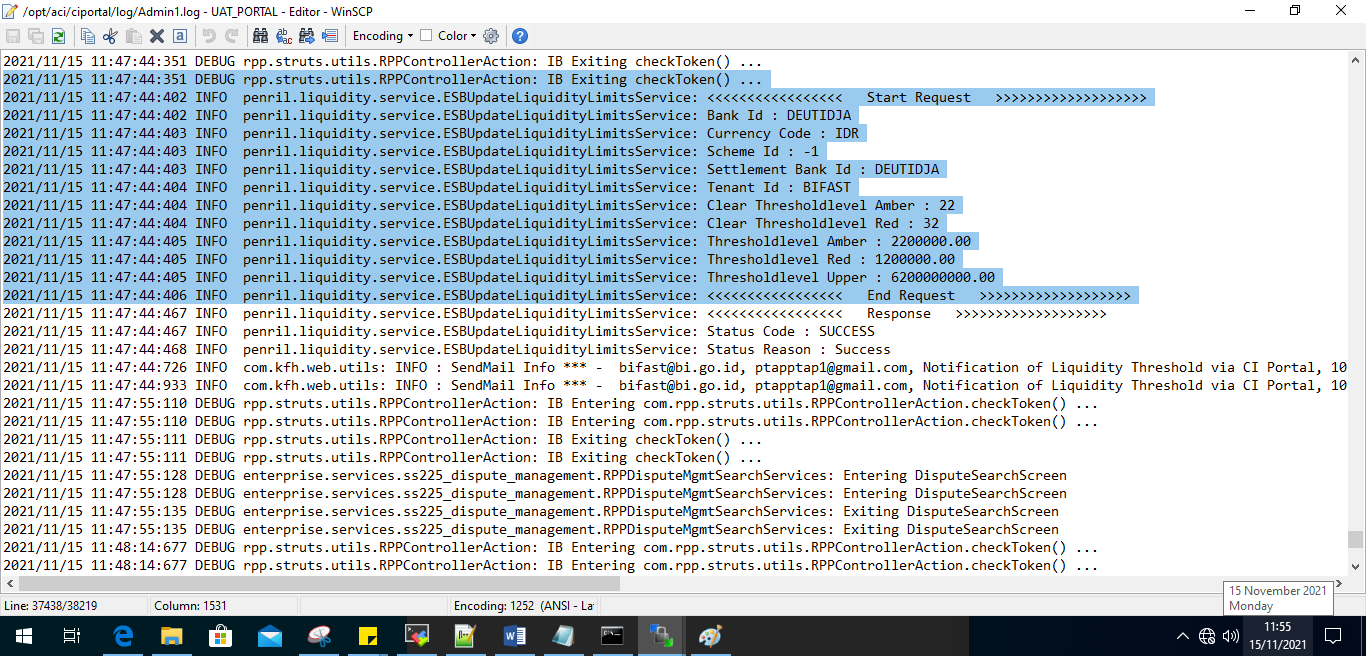 /opt/aci/ciportal/log/Admin1.log - UAT_PORTAL - Editor - WinSCP
Encoding Color
2021/11/15 11:47:44:351 DEBUG rpp.struts.utils.RPPControllerAction: IB Exiting checkToken() ...
2021/11/15 11:47:44:351 DEBUG rpp.struts.utils.RPPControllerAction: IB Exiting checkToken() ...
2021/11/15 11:47:44:402 INFO penril.liquidity.service.ESBUpdateLiquidityLimitsService: <<<<<<<<<<<<<<<<< Start Request >>>>>>>>>>>>>>>>>>>
2021/11/15 11:47:44:402 INFO penril.liquidity.service.ESBUpdateLiquidityLimitsService: Bank Id : DEUTIDJA
2021/11/15 11:47:44:403 INFO penril.liquidity.service.ESBUpdateLiquidityLimitsService: Currency Code : IDR
2021/11/15 11:47:44:403 INFO penril.liquidity.service.ESBUpdateLiquidityLimitsService: Scheme Id : -1
2021/11/15 11:47:44:403 INFO penril.liquidity.service.ESBUpdateLiquidityLimitsService: Settlement Bank Id : DEUTIDJA
2021/11/15 11:47:44:404 INFO penril.liquidity.service.ESBUpdateLiquidityLimitsService: Tenant Id : BIFAST
2021/11/15 11:47:44:404 INFO penril.liquidity.service.ESBUpdateLiquidityLimitsService: Clear Thresholdlevel Amber : 22
2021/11/15 11:47:44:404 INFO penril.liquidity.service.ESBUpdateLiquidityLimitsService: Clear Thresholdlevel Red : 32
2021/11/15 11:47:44:405 INFO penril.liquidity.service.ESBUpdateLiquidityLimitsService: Thresholdlevel Amber : 2200000.00
2021/11/15 11:47:44:405 INFO penril.liquidity.service.ESBUpdateLiquidityLimitsService: Thresholdlevel Red : 1200000.00
2021/11/15 11:47:44:405 INFO penril.liquidity.service.ESBUpdateLiquidityLimitsService: Thresholdlevel Upper : 6200000000.00
2021/11/15 11:47:44:406 INFO penril.liquidity.service.ESBUpdateLiquidityLimitsService: <<<<<<<<<<<<<<<<< End Request >>>>>>>>>>>>>>>>>>>
2021/11/15 11:47:44:467 INFO penril.liquidity.service.ESBUpdateLiquidityLimitsService: <<<<<<<<<<<<<<<<< Response >>>>>>>>>>>>>>>>>>>
2021/11/15 11:47:44:467 INFO penril.liquidity.service.ESBUpdateLiquidityLimitsService: Status Code : SUCCESS
2021/11/15 11:47:44:468 INFO penril.liquidity.service.ESBUpdateLiquidityLimitsService: Status Reason : Success
2021/11/15 11:47:44:726 INFO com.kfh.web.utils: INFO : SendMail Info *** - bifast@bi.go.id, ptapptap1@gmail.com, Notification of Liquidity Threshold via CI Portal, 10
2021/11/15 11:47:44:933 INFO com.kfh.web.utils: INFO : SendMail Info *** - bifast@bi.go.id, ptapptap1@gmail.com, Notification of Liquidity Threshold via CI Portal, 10
2021/11/15 11:47:55:110 DEBUG rpp.struts.utils.RPPControllerAction: IB Entering com.rpp.struts.utils.RPPControllerAction.checkToken() ...
2021/11/15 11:47:55:110 DEBUG rpp.struts.utils.RPPControllerAction: IB Entering com.rpp.struts.utils.RPPControllerAction.checkToken() ...
2021/11/15 11:47:55:111 DEBUG rpp.struts.utils.RPPControllerAction: IB Exiting checkToken() ...
2021/11/15 11:47:55:111 DEBUG rpp.struts.utils.RPPControllerAction: IB Exiting checkToken() ...
2021/11/15 11:47:55:128 DEBUG enterprise.services.ss225_dispute_management.RPPDisputeMgmtSearchServices: Entering DisputeSearchScreen
2021/11/15 11:47:55:128 DEBUG enterprise.services.ss225_dispute_management.RPPDisputeMgmtSearchServices: Entering DisputeSearchScreen
2021/11/15 11:47:55:135 DEBUG enterprise.services.ss225_dispute_management.RPPDisputeMgmtSearchServices: Exiting DisputeSearchScreen
2021/11/15 11:47:55:135 DEBUG enterprise.services.ss225_dispute_management.RPPDisputeMgmtSearchServices: Exiting DisputeSearchScreen
2021/11/15 11:48:14:677 DEBUG rpp.struts.utils.RPPControllerAction: IB Entering com.rpp.struts.utils.RPPControllerAction.checkToken() ...
2021/11/15 11:48:14:677 DEBUG rpp.struts.utils.RPPControllerAction: IB Entering com.rpp.struts.utils.RPPControllerAction.checkToken() ...
15 November 2021
Monday
Line: 37438/38219 Column: 1531 Encoding: 1252 (ANSI - La
11:55
15/11/2021